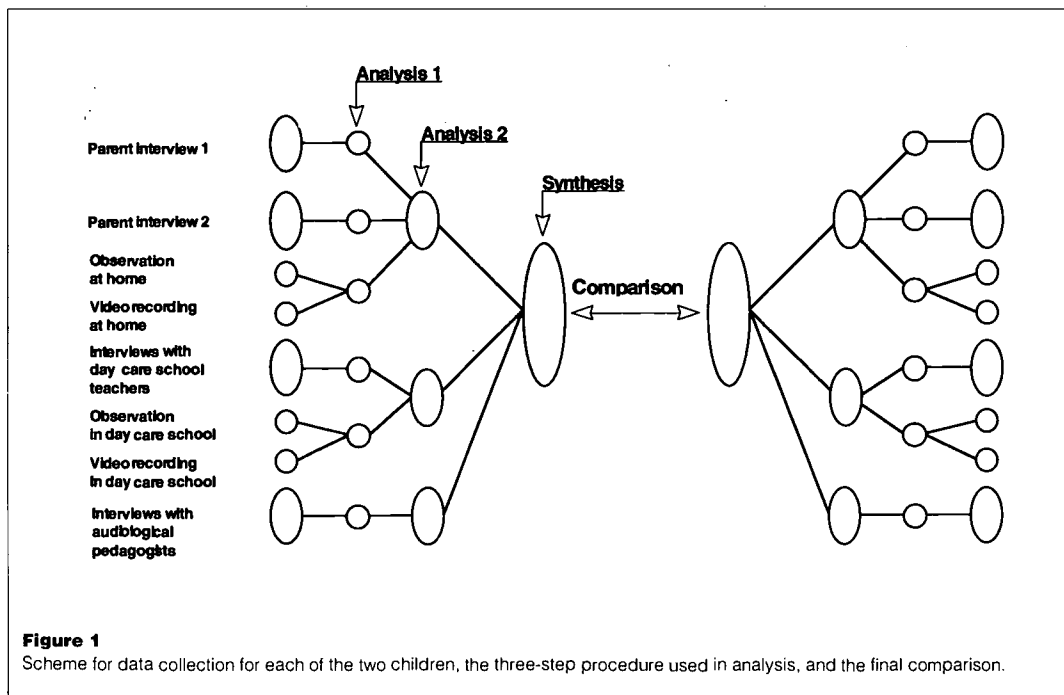 Analysis 1
Analysis 2
Synthesis
Comparison
Parent interview 1
Parent interview 2
Observation
at home
Video recording
at home
Interviews with
day care school
teachers
Observation
in day care school
Video recording
in day care school
Interviews with
audiological
pedagogists
Figure 1
Scheme for data collection for each of the two children, the three-step procedure used in analysis, and the final comparison.